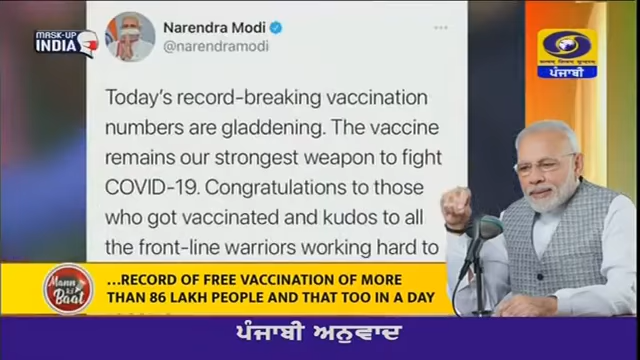 MASK-UP
INDIA
Narendra Modi
@narendramodi
ਪੰਜਾਬੀ
Today's record-breaking vaccination
numbers are gladdening. The vaccine
remains our strongest weapon to fight
COVID-19. Congratulations to those
who got vaccinated and kudos to all
the front-line warriors working hard to
Mann
Ki
Baat
...RECORD OF FREE VACCINATION OF MORE
THAN 86 LAKH PEOPLE AND THAT TOO IN A DAY
ਪੰਜਾਬੀ ਅਨੁਵਾਦ